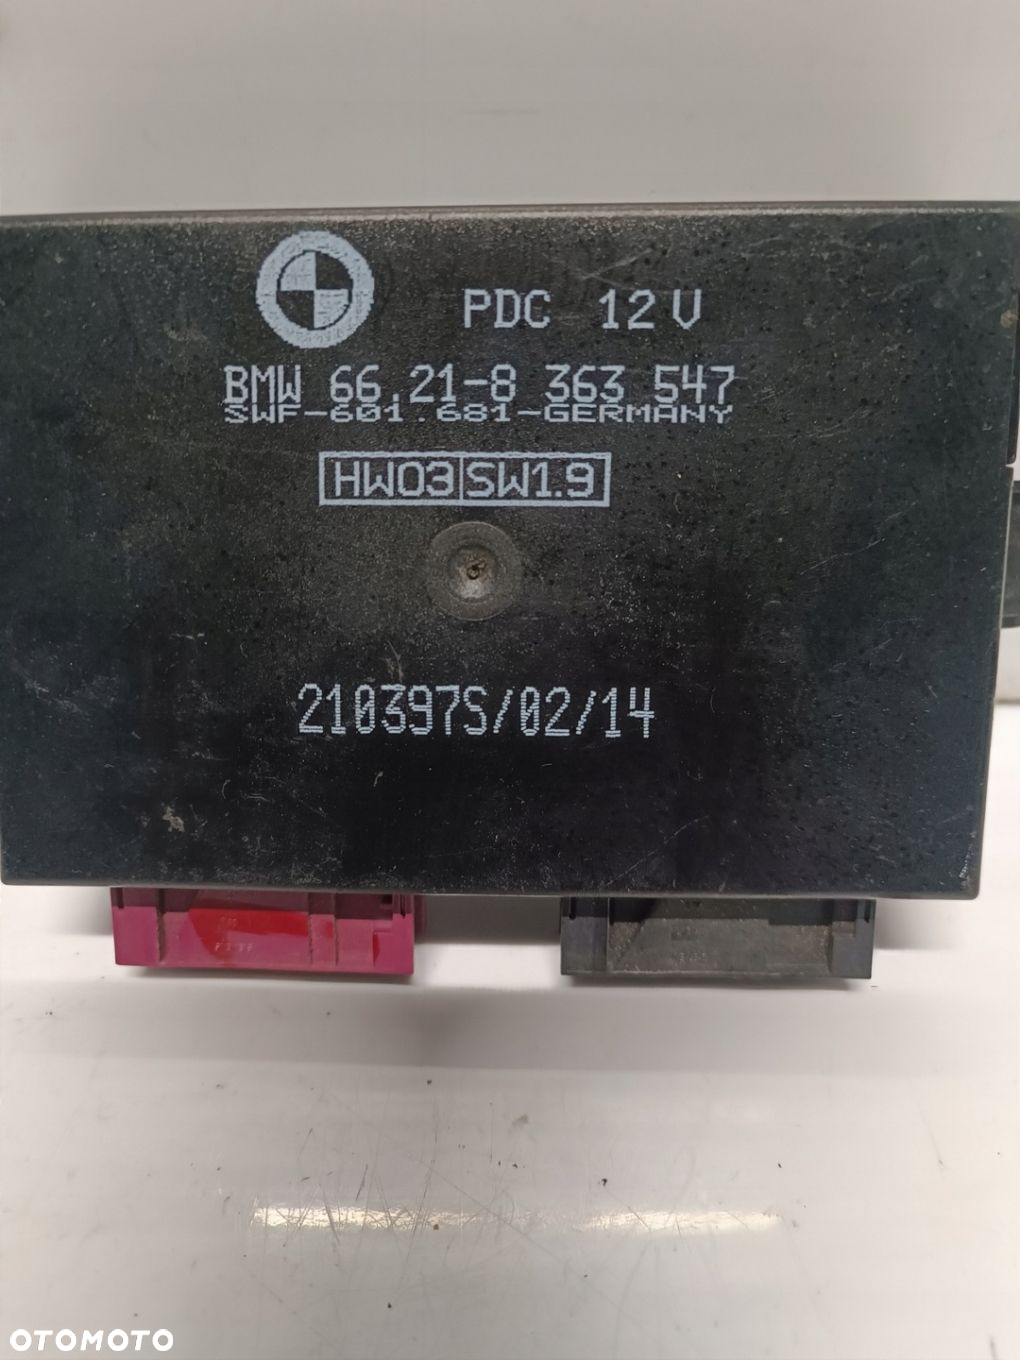 PDC 12V
BMW 66.21-8 363 547
SWF-601.681-GERMANY
HW03 SW1.9
210397S/02/14
OTOMOTO